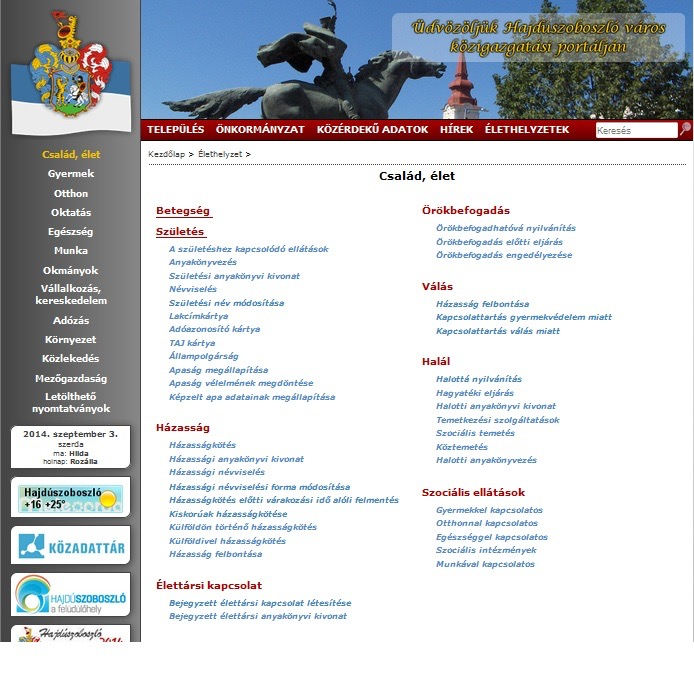 Üdvözöljük Hajdúszoboszló város
közigazgatási portálján
TELEPÜLÉS ÖNKORMÁNYZAT KÖZÉRDEKŰ ADATOK HÍREK ÉLETHELYZETEK Keresés
Család, élet
Gyermek
Otthon
Oktatás
Egészség
Munka
Okmányok
Vállalkozás,
kereskedelem
Adózás
Környezet
Közlekedés
Mezőgazdaság
Letölthető
nyomtatványok
2014. szeptember 3.
szerda
ma: Hilda
holnap: Rozália
Hajdúszoboszló
+16 +25°
KÖZADATTÁR
HAJDÚSZOBOSZLÓ
a felüdülőhely
Hajdúszoboszló
Kezdőlap > Élethelyzet >
Család, élet
Betegség
Születés
A születéshez kapcsolódó ellátások
Anyakönyvezés
Születési anyakönyvi kivonat
Névviselés
Születési név módosítása
Lakcímkártya
Adóazonosító kártya
TAJ kártya
Állampolgárság
Apaság megállapítása
Apaság vélelmének megdöntése
Képzelt apa adatainak megállapítása
Házasság
Házasságkötés
Házassági anyakönyvi kivonat
Házassági névviselés
Házassági névviselési forma módosítása
Házasságkötés előtti várakozási idő alóli felmentés
Kiskorúak házasságkötése
Külföldön történő házasságkötés
Külföldivel házasságkötés
Házasság felbontása
Élettársi kapcsolat
Bejegyzett élettársi kapcsolat létesítése
Bejegyzett élettársi anyakönyvi kivonat
Örökbefogadás
Örökbefogadhatóvá nyilvánítás
Örökbefogadás előtti eljárás
Örökbefogadás engedélyezése
Válás
Házasság felbontása
Kapcsolattartás gyermekvédelem miatt
Kapcsolattartás válás miatt
Halál
Halottá nyilvánítás
Hagyatéki eljárás
Halotti anyakönyvi kivonat
Temetkezési szolgáltatások
Szociális temetés
Köztemetés
Halotti anyakönyvezés
Szociális ellátások
Gyermekkel kapcsolatos
Otthonnal kapcsolatos
Egészséggel kapcsolatos
Szociális intézmények
Munkával kapcsolatos